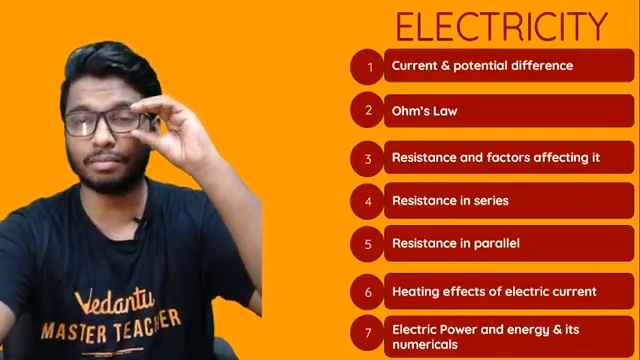 ELECTRICITY
1 Current & potential difference
2 Ohm's Law
3 Resistance and factors affecting it
4 Resistance in series
5 Resistance in parallel
6 Heating effects of electric current
7 Electric Power and energy & its
numericals
Vedantu
MASTER TEACHER